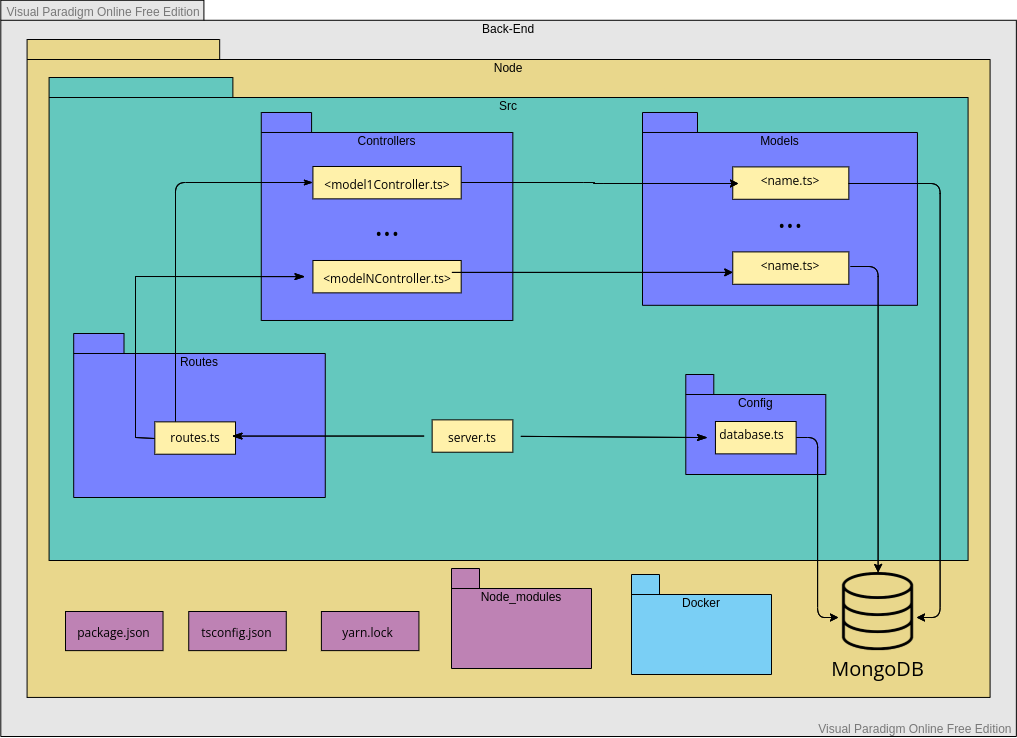 Visual Paradigm Online Free Edition
Back-End
Node
Src
Controllers
Models
<model1Controller.ts>
<name.ts>
...
...
<modelNController.ts>
<name.ts>
Routes
Config
routes.ts
server.ts
database.ts
Node_modules
Docker
package.json
tsconfig.json
yarn.lock
MongoDB
Visual Paradigm Online Free Edition